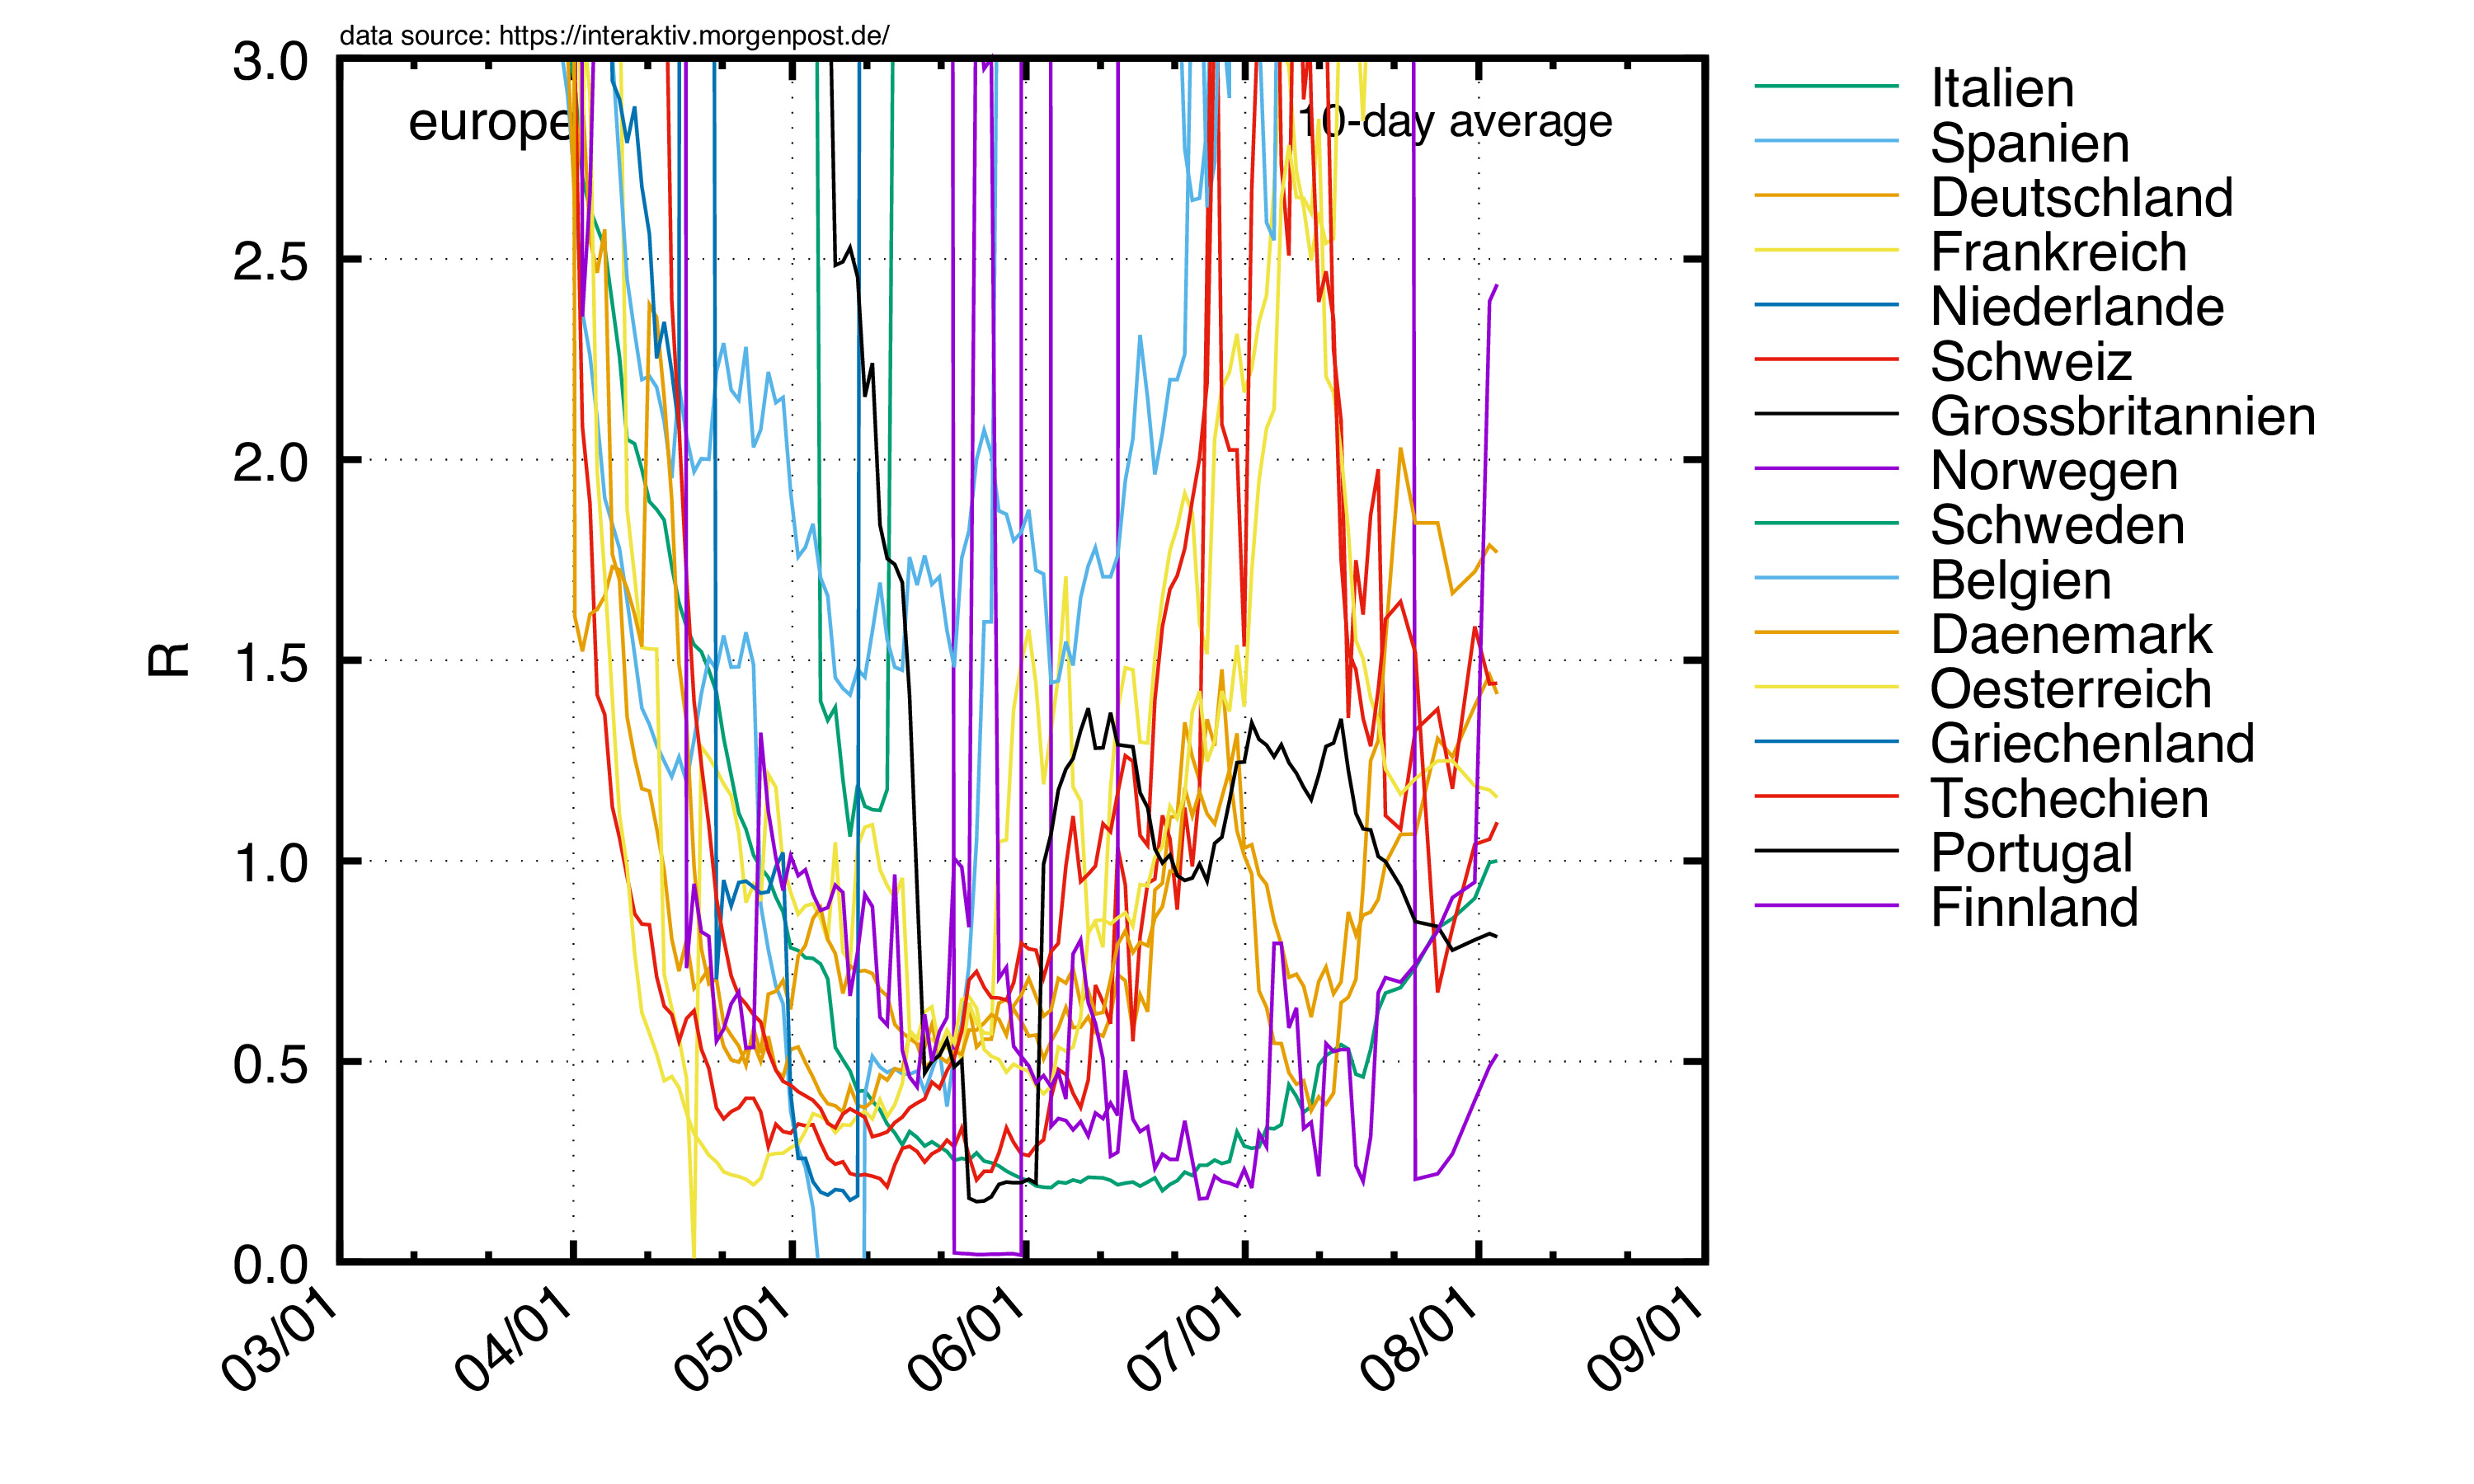 data source: https://interaktiv.morgenpost.de/
europe
10-day average
R
3.0
2.5
2.0
1.5
1.0
0.5
0.0
03/01
04/01
05/01
06/01
07/01
08/01
09/01
Italien
Spanien
Deutschland
Frankreich
Niederlande
Schweiz
Grossbritannien
Norwegen
Schweden
Belgien
Daenemark
Oesterreich
Griechenland
Tschechien
Portugal
Finnland